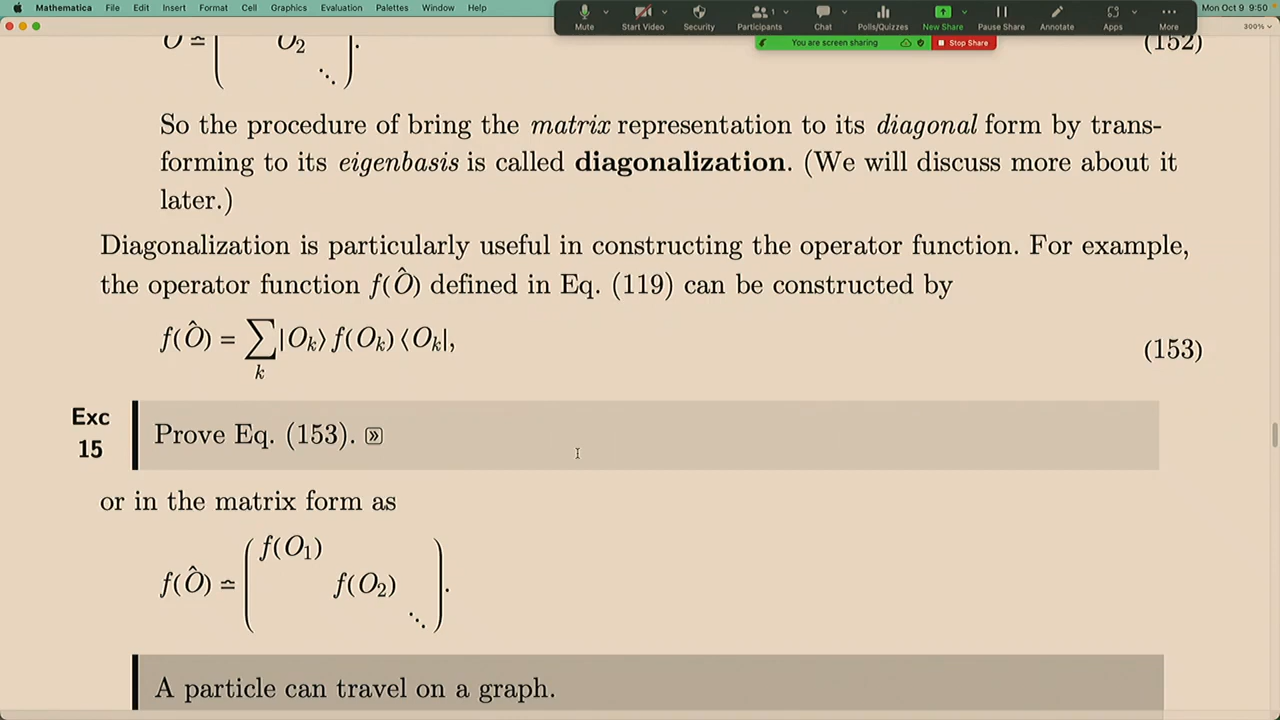 Mathematica File Edit Insert Format Cell Graphics Evaluation Palettes Window Help
Mon Oct 9 9:50
Mute Start Video Security Participants 1 Chat Polls/Quizzes New Share Pause Share Annotate Apps More
You are screen sharing Stop Share
300%
Ô ≏ ( O₂ ⋱ ). (152)
So the procedure of bring the matrix representation to its diagonal form by trans-
forming to its eigenbasis is called diagonalization. (We will discuss more about it
later.)
Diagonalization is particularly useful in constructing the operator function. For example,
the operator function f(Ô) defined in Eq. (119) can be constructed by
f(Ô) = ∑ₖ |Oₖ⟩ f(Oₖ) ⟨Oₖ|, (153)
Exc
15
Prove Eq. (153). »
or in the matrix form as
f(Ô) ≏ ( f(O₁) f(O₂) ⋱ ).
A particle can travel on a graph.